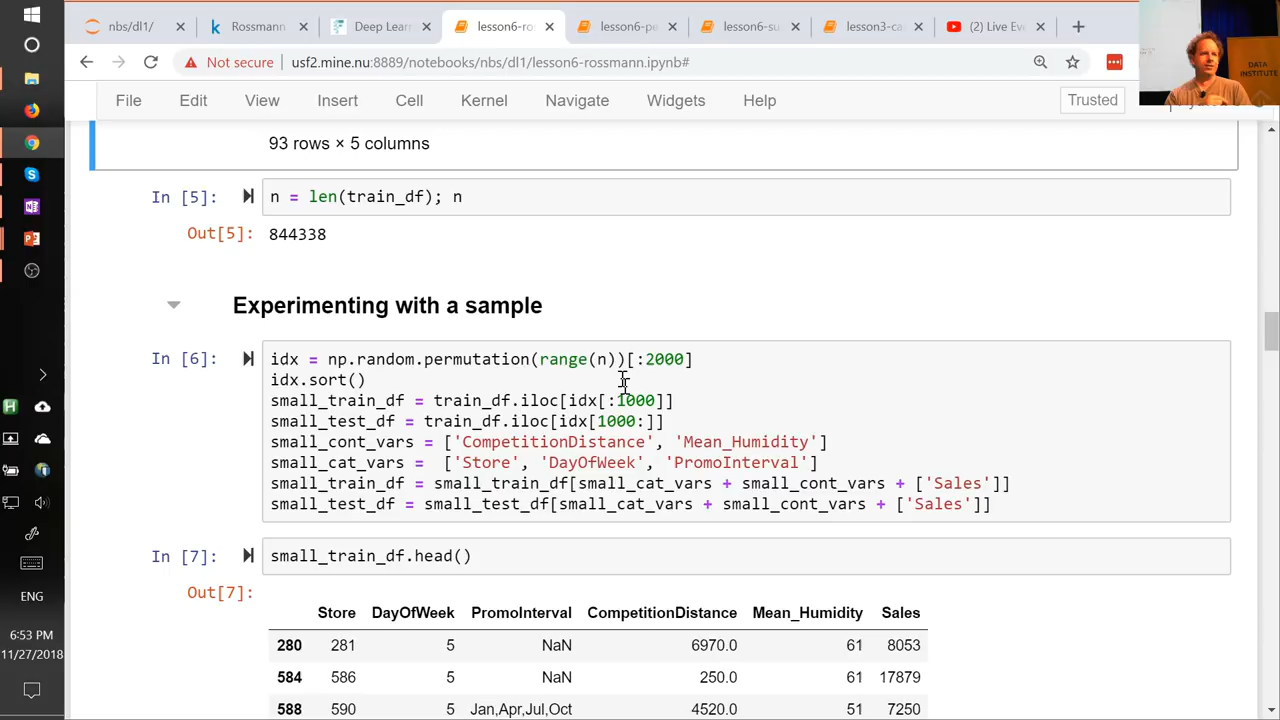 nbs/dl1/
Rossmann
Deep Learn
lesson6-ro
lesson6-pe
lesson6-su
lesson3-ca
(2) Live Eve
Not secure
usf2.mine.nu:8889/notebooks/nbs/dl1/lesson6-rossmann.ipynb#
DATA
INSTITUTE
File Edit View Insert Cell Kernel Navigate Widgets Help
Trusted
93 rows × 5 columns
In [5]: n = len(train_df); n
Out[5]: 844338
Experimenting with a sample
In [6]: idx = np.random.permutation(range(n))[:2000]
idx.sort()
small_train_df = train_df.iloc[idx[:1000]]
small_test_df = train_df.iloc[idx[1000:]]
small_cont_vars = ['CompetitionDistance', 'Mean_Humidity']
small_cat_vars =  ['Store', 'DayOfWeek', 'PromoInterval']
small_train_df = small_train_df[small_cat_vars + small_cont_vars + ['Sales']]
small_test_df = small_test_df[small_cat_vars + small_cont_vars + ['Sales']]
In [7]: small_train_df.head()
Out[7]:
Store DayOfWeek PromoInterval CompetitionDistance Mean_Humidity Sales
280 281 5 NaN 6970.0 61 8053
584 586 5 NaN 250.0 61 17879
588 590 5 Jan,Apr,Jul,Oct 4520.0 51 7250
ENG
6:53 PM
11/27/2018